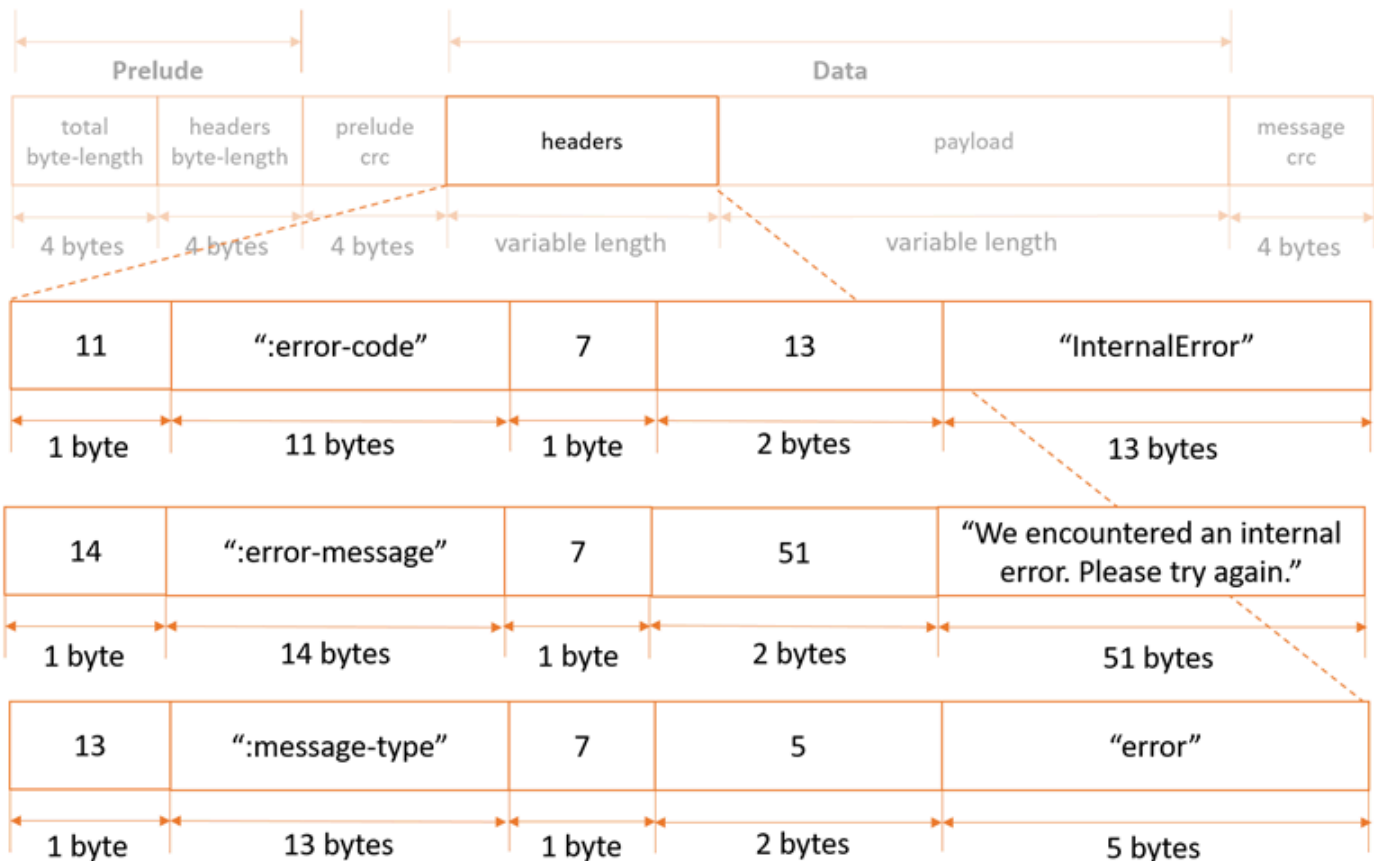 Prelude
Data
total
byte-length
headers
byte-length
prelude
crc
headers
payload
message
crc
4 bytes
4 bytes
4 bytes
variable length
variable length
4 bytes
11
“:error-code”
7
13
“InternalError”
1 byte
11 bytes
1 byte
2 bytes
13 bytes
14
“:error-message”
7
51
“We encountered an internal
error. Please try again.”
1 byte
14 bytes
1 byte
2 bytes
51 bytes
13
“:message-type”
7
5
“error”
1 byte
13 bytes
1 byte
2 bytes
5 bytes